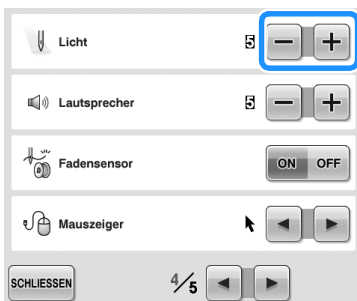 Licht 5 − +
Lautsprecher 5 − +
Fadensensor ON OFF
Mauszeiger
SCHLIESSEN 4/5